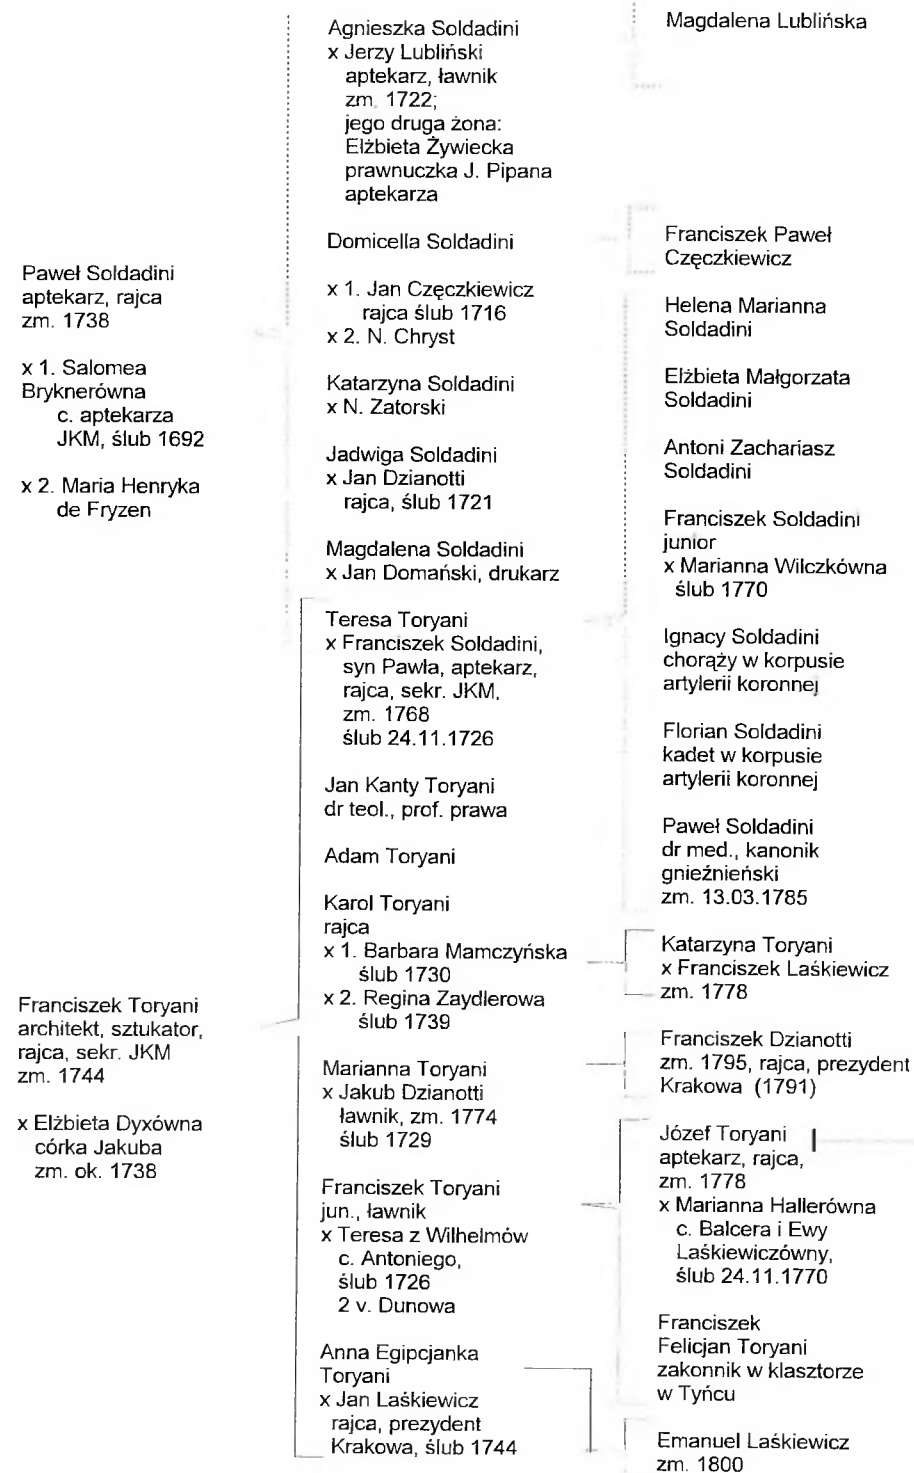 Paweł Soldadini
aptekarz, rajca
zm. 1738
x 1. Salomea
Bryknerówna
c. aptekarza
JKM, ślub 1692
x 2. Maria Henryka
de Fryzen
Franciszek Toryani
architekt, sztukator,
rajca, sekr. JKM
zm. 1744
x Elżbieta Dyxówna
córka Jakuba
zm. ok. 1738
Agnieszka Soldadini
x Jerzy Lubliński
aptekarz, ławnik
zm. 1722;
jego druga żona:
Elżbieta Żywiecka
prawnuczka J. Pipana
aptekarza
Domicella Soldadini
x 1. Jan Częczkiewicz
rajca ślub 1716
x 2. N. Chryst
Katarzyna Soldadini
x N. Zatorski
Jadwiga Soldadini
x Jan Dzianotti
rajca, ślub 1721
Magdalena Soldadini
x Jan Domański, drukarz
Teresa Toryani
x Franciszek Soldadini,
syn Pawła, aptekarz,
rajca, sekr. JKM,
zm. 1768
ślub 24.11.1726
Jan Kanty Toryani
dr teol., prof. prawa
Adam Toryani
Karol Toryani
rajca
x 1. Barbara Mamczyńska
ślub 1730
x 2. Regina Zaydlerowa
ślub 1739
Marianna Toryani
x Jakub Dzianotti
ławnik, zm. 1774
ślub 1729
Franciszek Toryani
jun., ławnik
x Teresa z Wilhelmów
c. Antoniego,
ślub 1726
2 v. Dunowa
Anna Egipcjanka
Toryani
x Jan Laśkiewicz
rajca, prezydent
Krakowa, ślub 1744
Magdalena Lublińska
Franciszek Paweł
Częczkiewicz
Helena Marianna
Soldadini
Elżbieta Małgorzata
Soldadini
Antoni Zachariasz
Soldadini
Franciszek Soldadini
junior
x Marianna Wilczkówna
ślub 1770
Ignacy Soldadini
chorąży w korpusie
artylerii koronnej
Florian Soldadini
kadet w korpusie
artylerii koronnej
Paweł Soldadini
dr med., kanonik
gnieźnieński
zm. 13.03.1785
Katarzyna Toryani
x Franciszek Laśkiewicz
zm. 1778
Franciszek Dzianotti
zm. 1795, rajca, prezydent
Krakowa (1791)
Józef Toryani
aptekarz, rajca,
zm. 1778
x Marianna Hallerówna
c. Balcera i Ewy
Laśkiewiczówny,
ślub 24.11.1770
Franciszek
Felicjan Toryani
zakonnik w klasztorze
w Tyńcu
Emanuel Laśkiewicz
zm. 1800